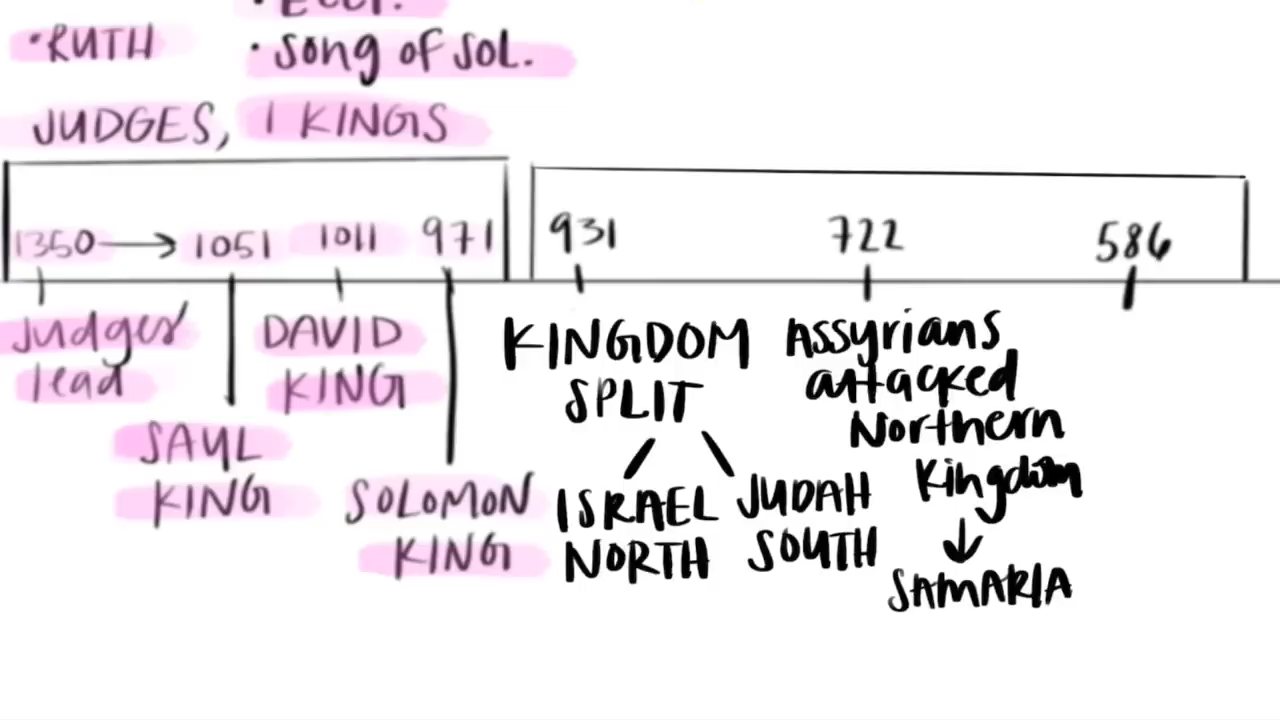 • Eccl.
• RUTH
• Song of Sol.
JUDGES, 1 KINGS
1350 → 1051 1011 971 931 722 586
Judges
lead
SAUL
KING
DAVID
KING
SOLOMON
KING
KINGDOM
SPLIT
ISRAEL
NORTH
JUDAH
SOUTH
Assyrians
attacked
Northern
Kingdom
↓
SAMARIA